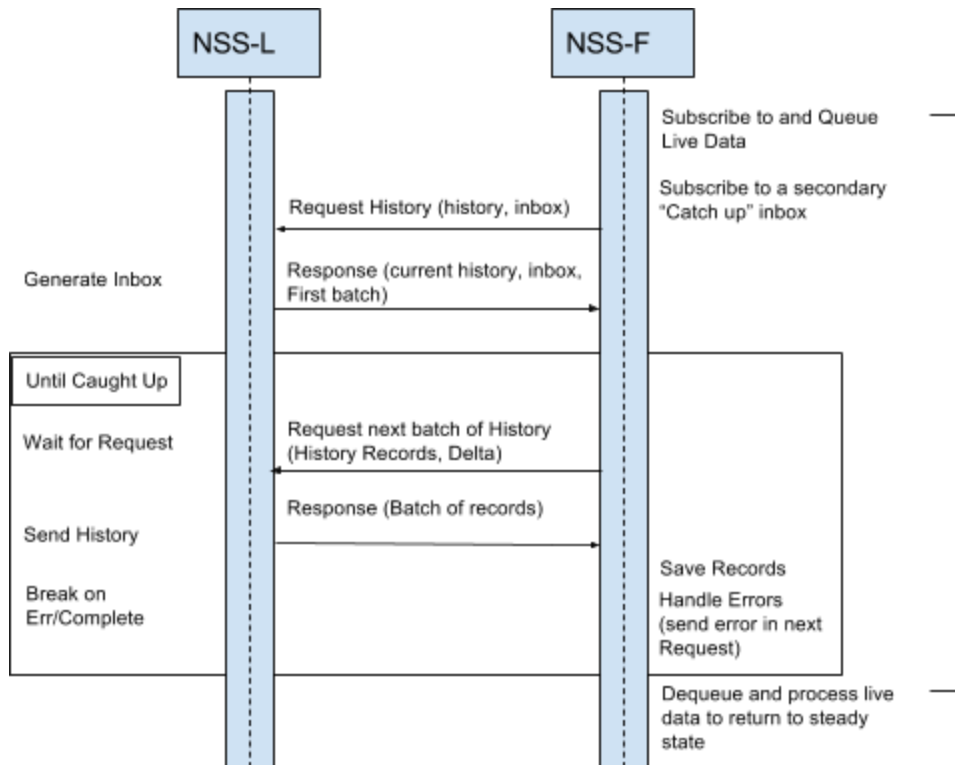 NSS-L
NSS-F
Subscribe to and Queue
Live Data
Subscribe to a secondary
“Catch up” inbox
Request History (history, inbox)
Generate Inbox
Response (current history, inbox,
First batch)
Until Caught Up
Wait for Request
Request next batch of History
(History Records, Delta)
Response (Batch of records)
Send History
Save Records
Break on
Err/Complete
Handle Errors
(send error in next
Request)
Dequeue and process live
data to return to steady
state